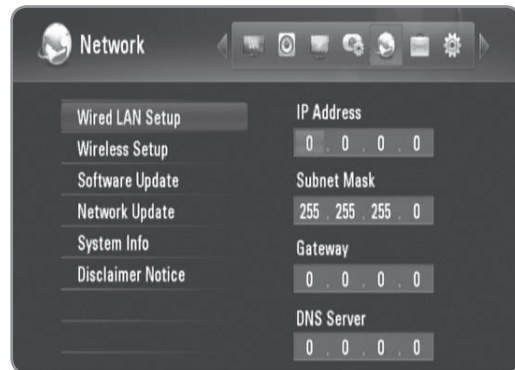 Network
Wired LAN Setup
Wireless Setup
Software Update
Network Update
System Info
Disclaimer Notice
IP Address
0 . 0 . 0 . 0
Subnet Mask
255 . 255 . 255 . 0
Gateway
0 . 0 . 0 . 0
DNS Server
0 . 0 . 0 . 0